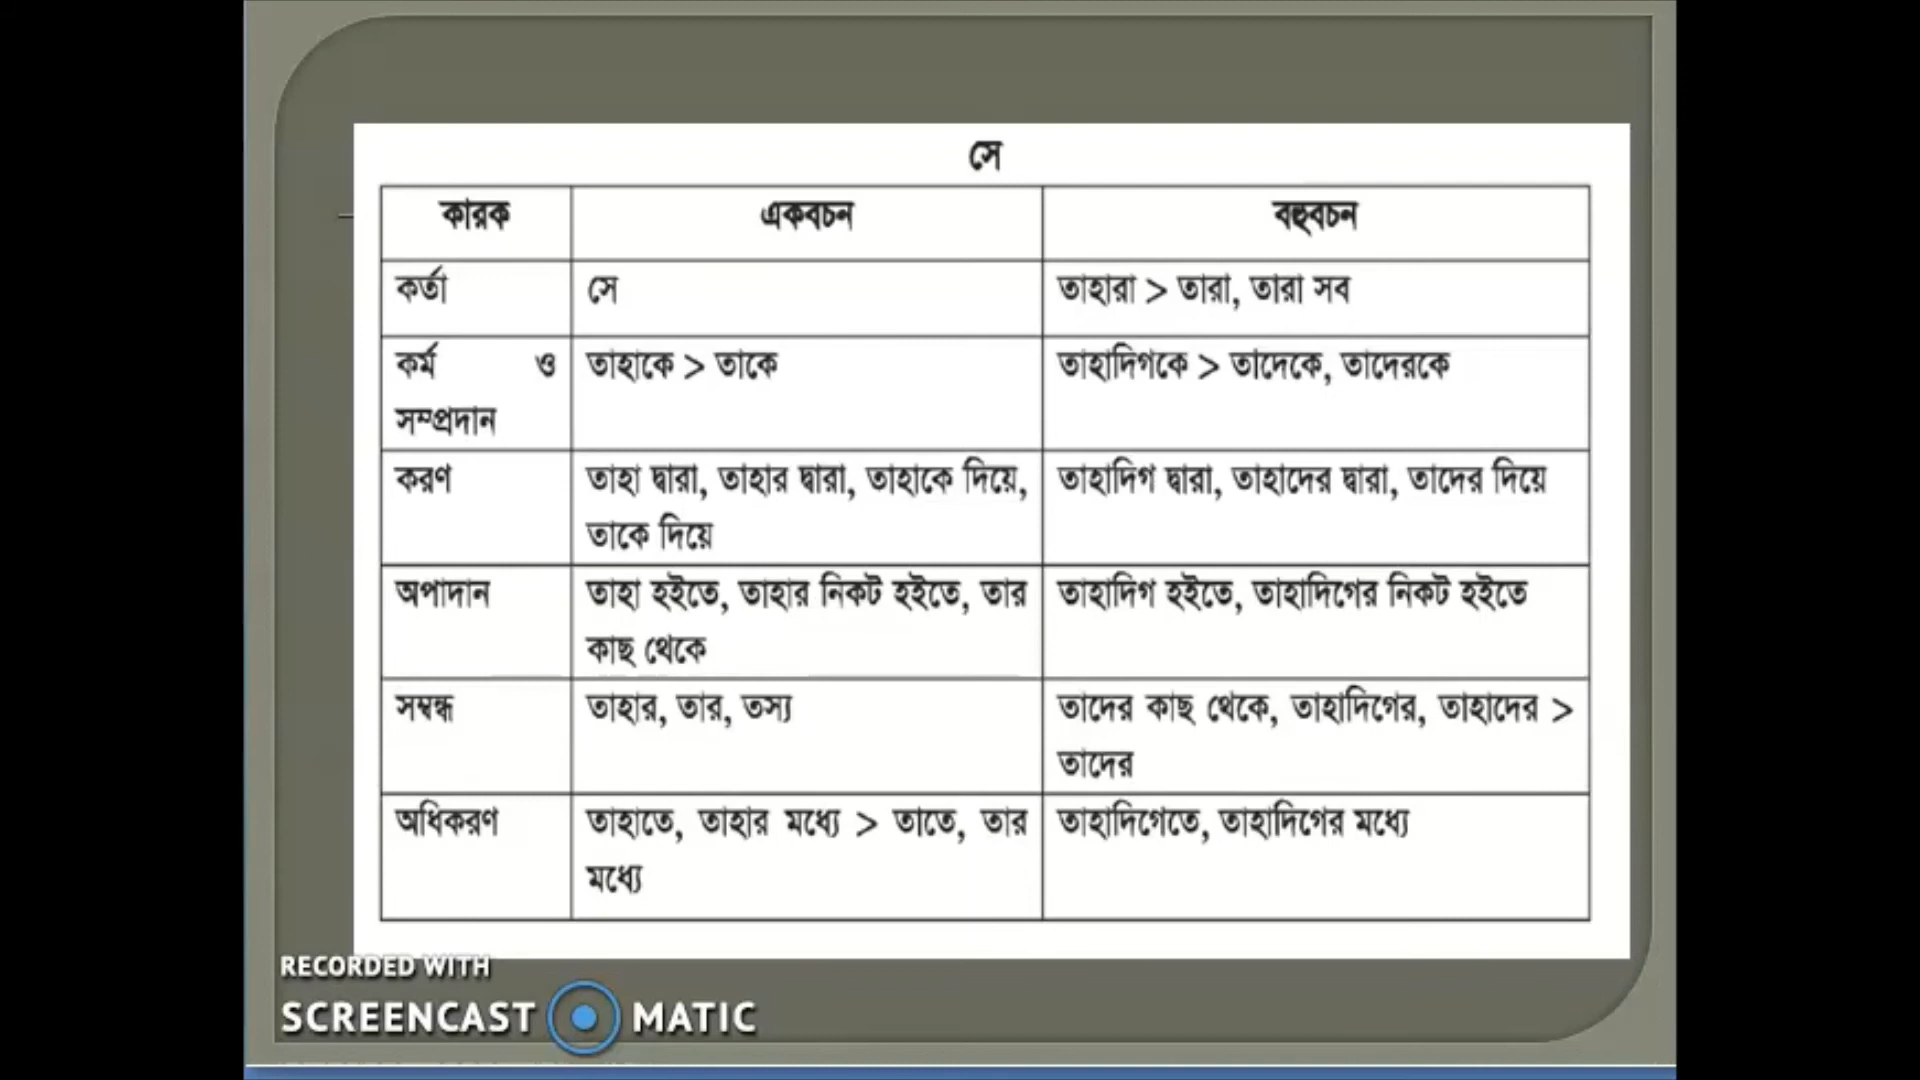 সে
কারক একবচন বহুবচন
কর্তা সে তাহারা > তারা, তারা সব
কর্ম ও তাহাকে > তাকে তাহাদিগকে > তাদেকে, তাদেরকে
সম্প্রদান
করণ তাহা দ্বারা, তাহার দ্বারা, তাহাকে দিয়ে, তাহাদিগ দ্বারা, তাহাদের দ্বারা, তাদের দিয়ে
তাকে দিয়ে
অপাদান তাহা হইতে, তাহার নিকট হইতে, তার তাহাদিগ হইতে, তাহাদিগের নিকট হইতে
কাছ থেকে
সম্বন্ধ তাহার, তার, তস্য তাদের কাছ থেকে, তাহাদিগের, তাহাদের >
তাদের
অধিকরণ তাহাতে, তাহার মধ্যে > তাতে, তার তাহাদিগেতে, তাহাদিগের মধ্যে
মধ্যে
RECORDED WITH
SCREENCAST MATIC